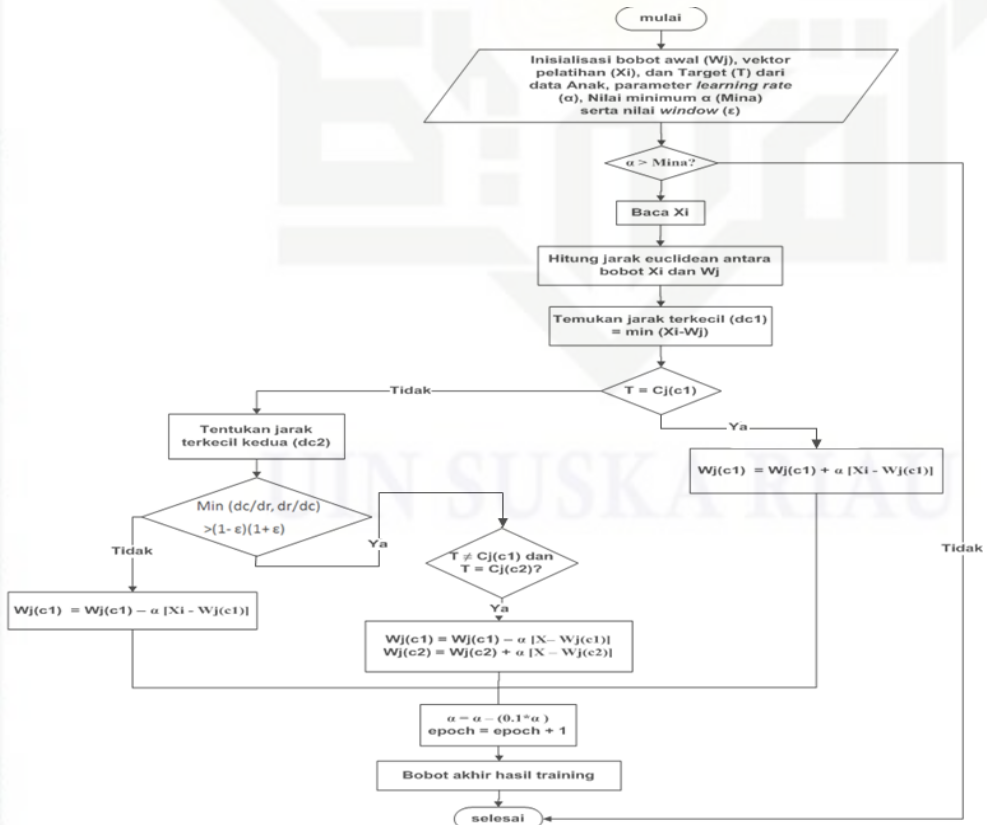 mulai
Inisialisasi bobot awal (Wj), vektor
pelatihan (Xi), dan Target (T) dari
data Anak, parameter learning rate
(α), Nilai minimum α (Mina)
serta nilai window (ε)
α > Mina?
Baca Xi
Hitung jarak euclidean antara
bobot Xi dan Wj
Temukan jarak terkecil (dc1)
= min (Xi-Wj)
T = Cj(c1)
Tidak
Ya
Tentukan jarak
terkecil kedua (dc2)
Wj(c1) = Wj(c1) + α [Xi - Wj(c1)]
UIN SUSKA RIAU
Min (dc/dr, dr/dc)
>(1- ε)(1+ ε)
Tidak
Ya
T ≠ Cj(c1) dan
T = Cj(c2)?
Tidak
Ya
Wj(c1) = Wj(c1) – α [Xi - Wj(c1)]
Wj(c1) = Wj(c1) – α [X– Wj(c1)]
Wj(c2) = Wj(c2) + α [X – Wj(c2)]
α = α – (0.1*α )
epoch = epoch + 1
Bobot akhir hasil training
selesai